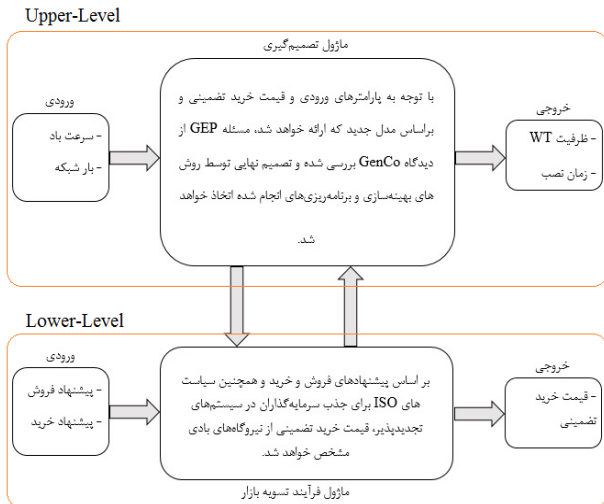 Upper-Level
ماژول تصمیم‌گیری
ورودی
- سرعت باد
- بار شبکه
با توجه به پارامترهای ورودی و قیمت خرید تضمینی و
براساس مدل جدید که ارائه خواهد شد، مسئله GEP از
دیدگاه GenCo بررسی شده و تصمیم نهایی توسط روش
های بهینه‌سازی و برنامه‌ریزی‌های انجام شده اتخاذ خواهد
شد.
خروجی
- ظرفیت WT
- زمان نصب
Lower-Level
ورودی
- پیشنهاد فروش
- پیشنهاد خرید
بر اساس پیشنهادهای فروش و خرید و همچنین سیاست
های ISO برای جذب سرمایه‌گذاران در سیستم‌های
تجدیدپذیر، قیمت خرید تضمینی از نیروگاه‌های بادی
مشخص خواهد شد.
خروجی
- قیمت خرید
تضمینی
ماژول فرآیند تسویه بازار